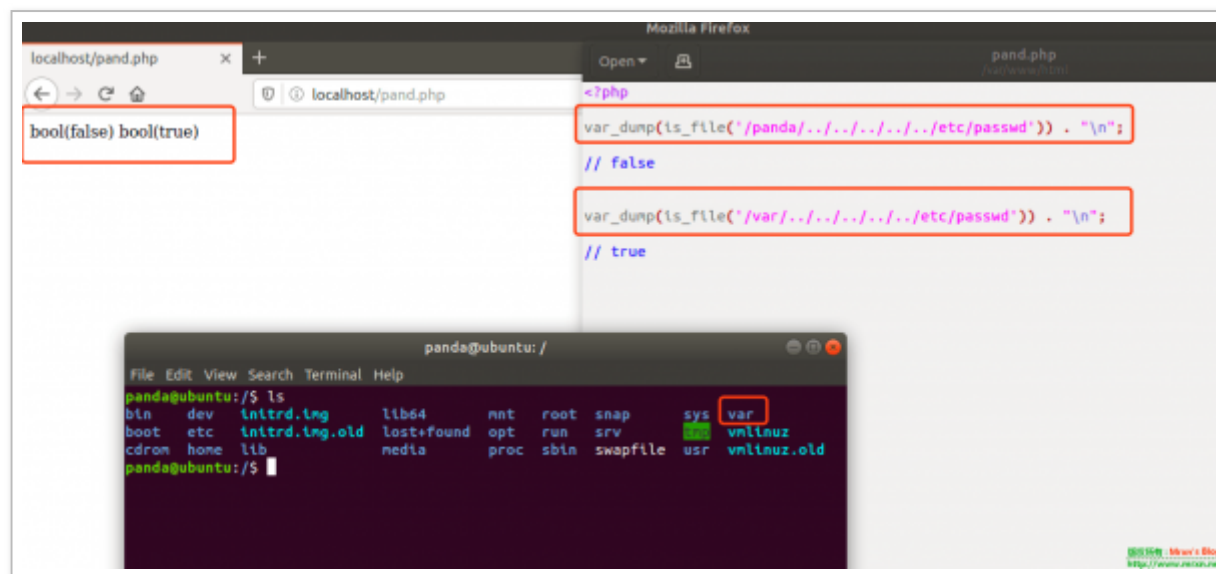 Mozilla Firefox
localhost/pand.php × +
localhost/pand.php
bool(false) bool(true)
Open
pand.php
/var/www/html
<?php
var_dump(is_file('/panda/../../../../../etc/passwd')) . "\n";
// false
var_dump(is_file('/var/../../../../../etc/passwd')) . "\n";
// true
panda@ubuntu: /
File Edit View Search Terminal Help
panda@ubuntu:/$ ls
bin dev initrd.img lib64 mnt root snap sys var
boot etc initrd.img.old lost+found opt run srv tmp vmlinuz
cdrom home lib media proc sbin swapfile usr vmlinuz.old
panda@ubuntu:/$